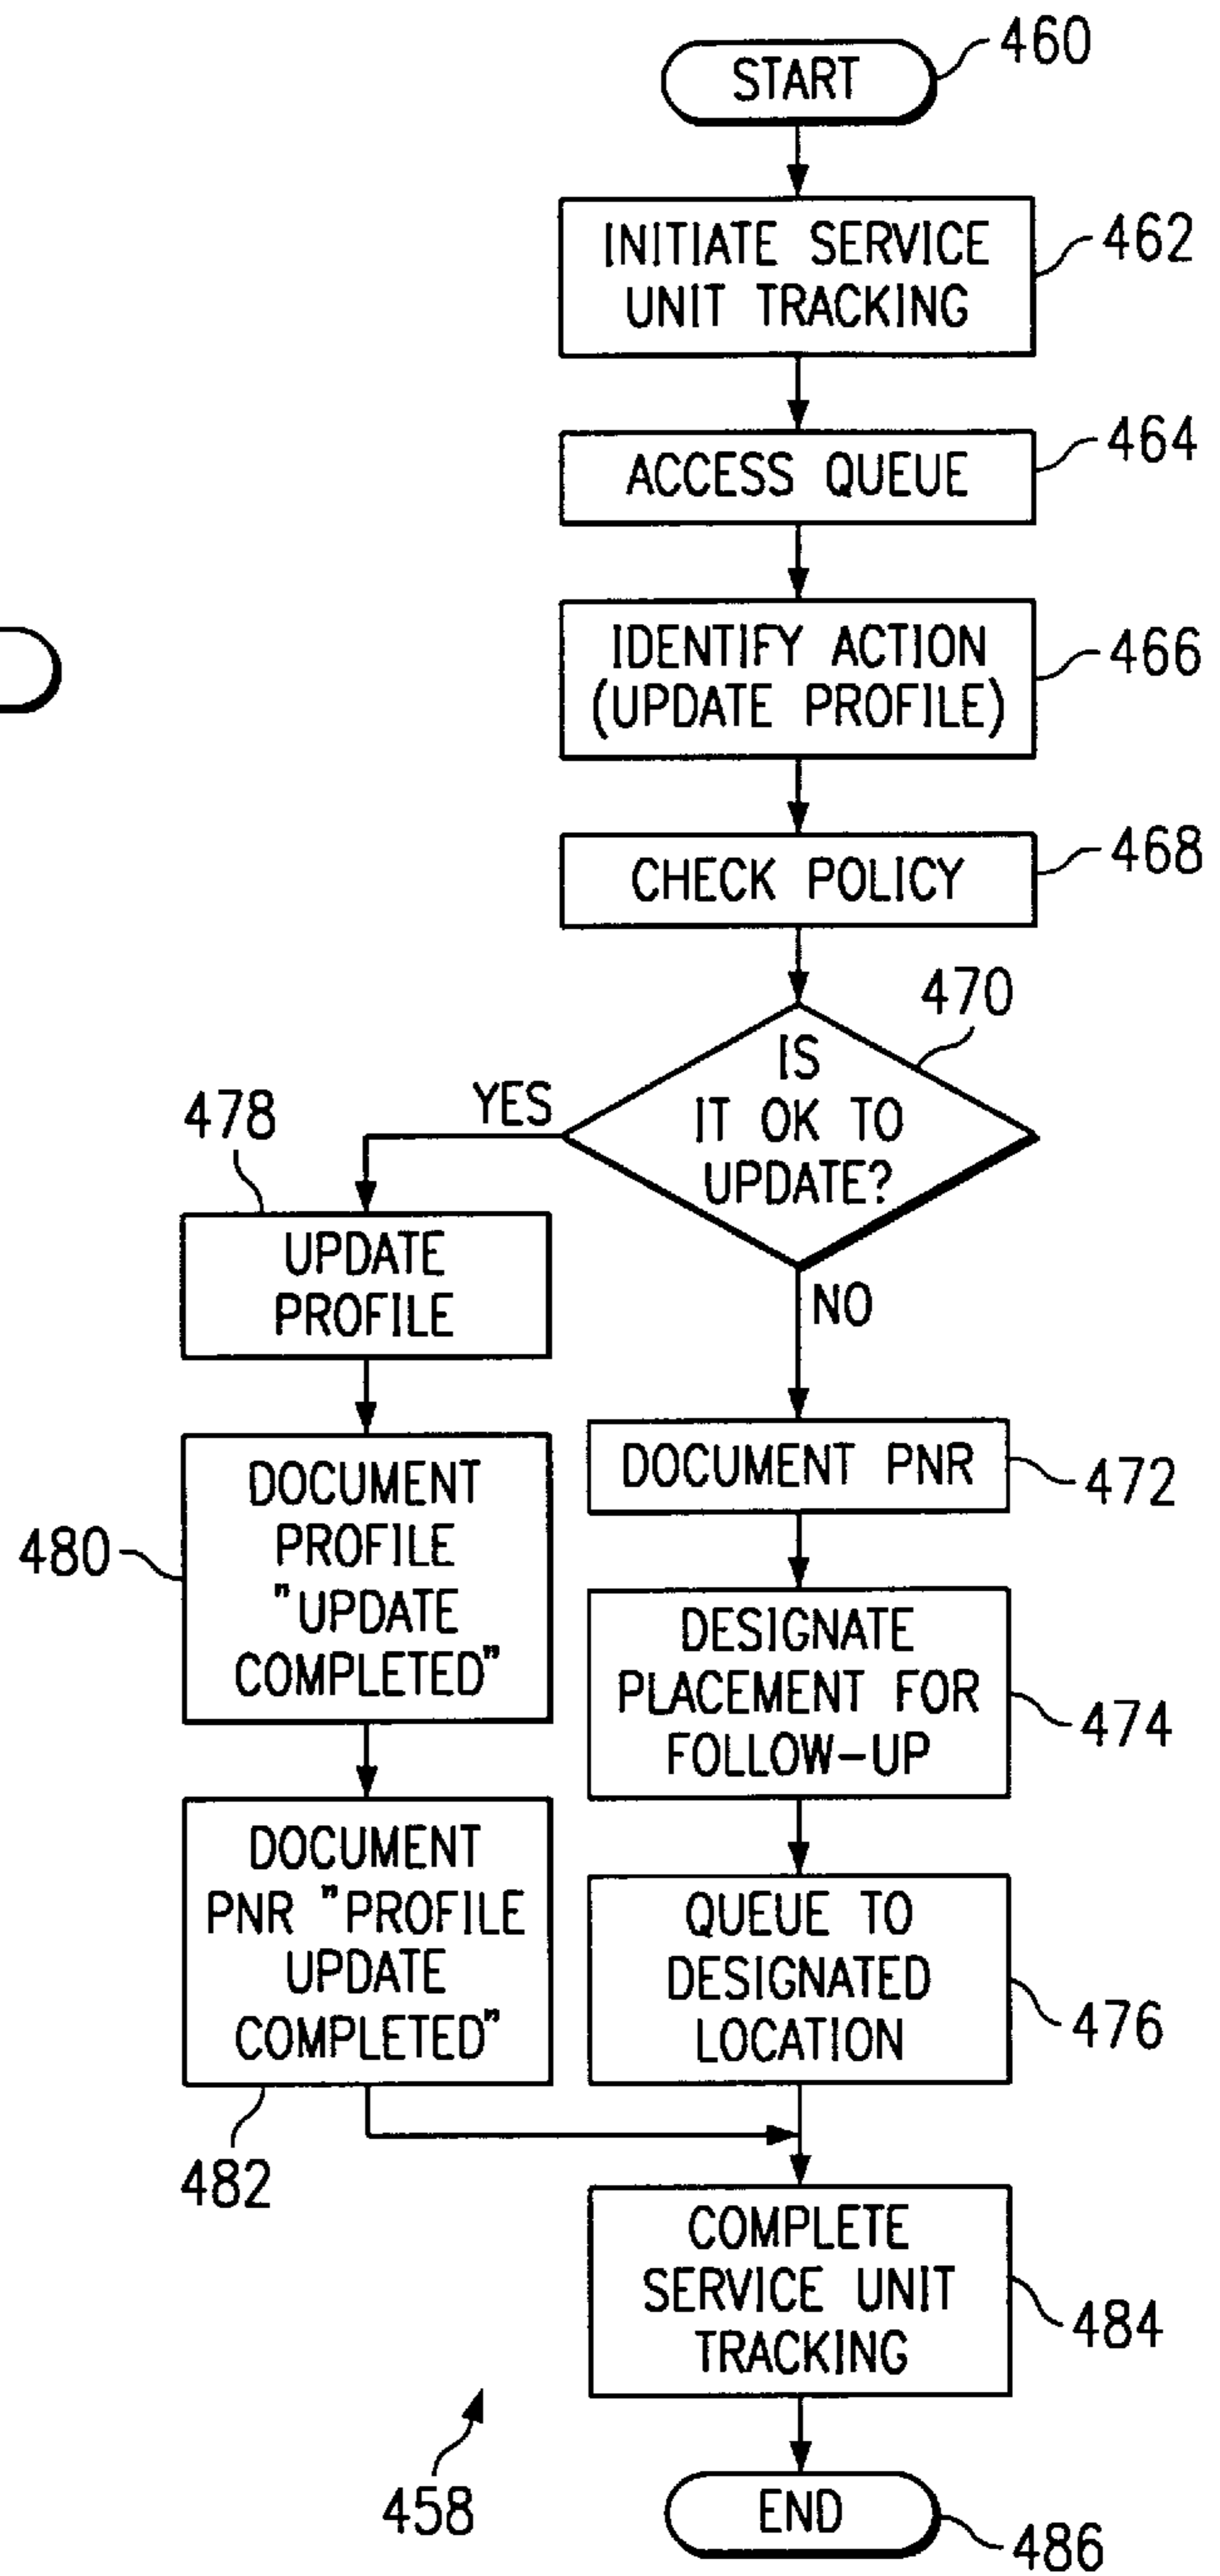 START
460
INITIATE SERVICE
UNIT TRACKING
462
ACCESS QUEUE
464
IDENTIFY ACTION
(UPDATE PROFILE)
466
CHECK POLICY
468
470
IS
IT OK TO
UPDATE?
YES
NO
478
UPDATE
PROFILE
480
DOCUMENT
PROFILE
"UPDATE
COMPLETED"
DOCUMENT
PNR "PROFILE
UPDATE
COMPLETED"
482
DOCUMENT PNR
472
DESIGNATE
PLACEMENT FOR
FOLLOW-UP
474
QUEUE TO
DESIGNATED
LOCATION
476
COMPLETE
SERVICE UNIT
TRACKING
484
458
END
486